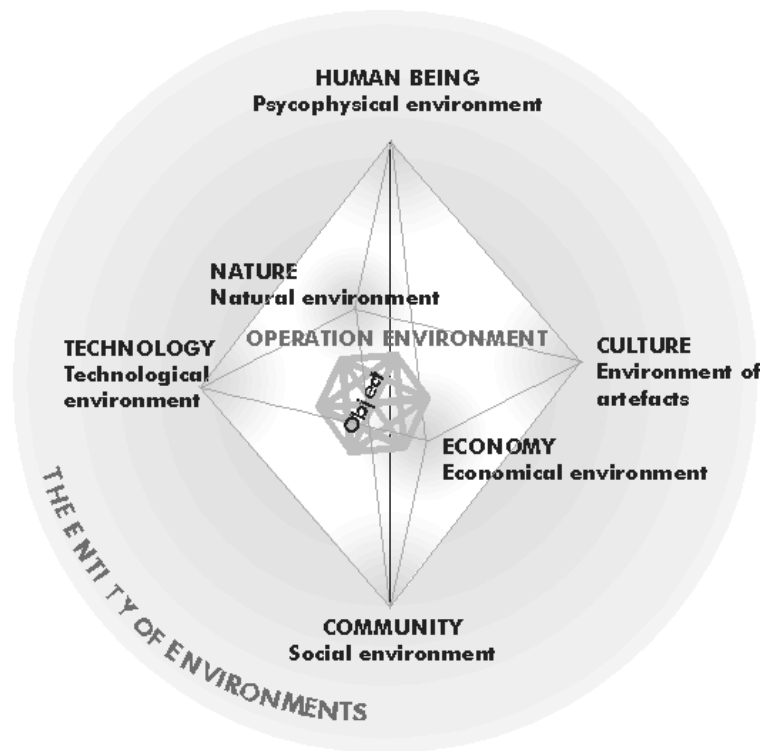 HUMAN BEING
Psycophysical environment
NATURE
Natural environment
OPERATION ENVIRONMENT
TECHNOLOGY
Technological
environment
CULTURE
Environment of
artefacts
Object
ECONOMY
Economical environment
THE ENTITY OF ENVIRONMENTS
COMMUNITY
Social environment